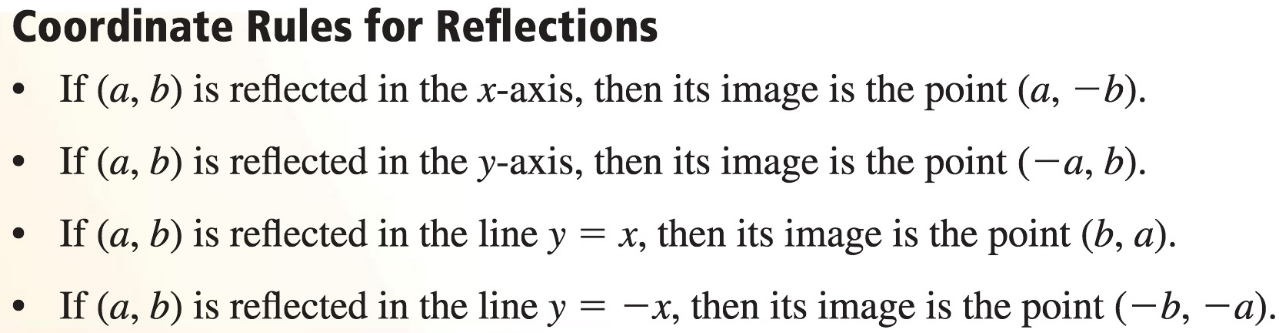 Coordinate Rules for Reflections
• If (a, b) is reflected in the x-axis, then its image is the point (a, −b).
• If (a, b) is reflected in the y-axis, then its image is the point (−a, b).
• If (a, b) is reflected in the line y = x, then its image is the point (b, a).
• If (a, b) is reflected in the line y = −x, then its image is the point (−b, −a).